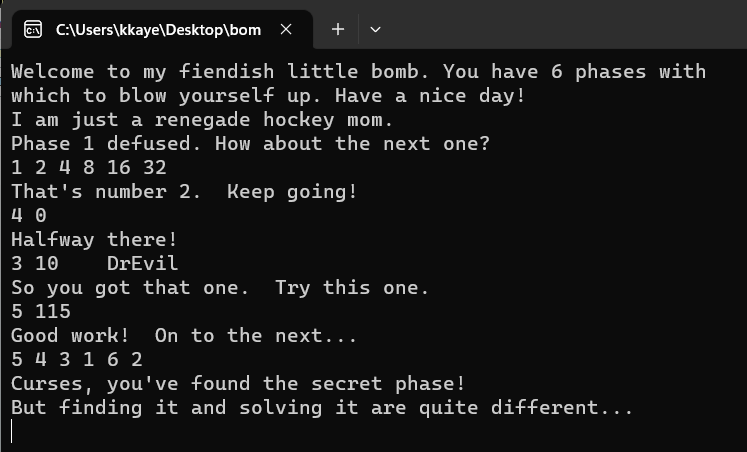 C:\Users\kkaye\Desktop\bom
Welcome to my fiendish little bomb. You have 6 phases with
which to blow yourself up. Have a nice day!
I am just a renegade hockey mom.
Phase 1 defused. How about the next one?
1 2 4 8 16 32
That's number 2.  Keep going!
4 0
Halfway there!
3 10    DrEvil
So you got that one.  Try this one.
5 115
Good work!  On to the next...
5 4 3 1 6 2
Curses, you've found the secret phase!
But finding it and solving it are quite different...